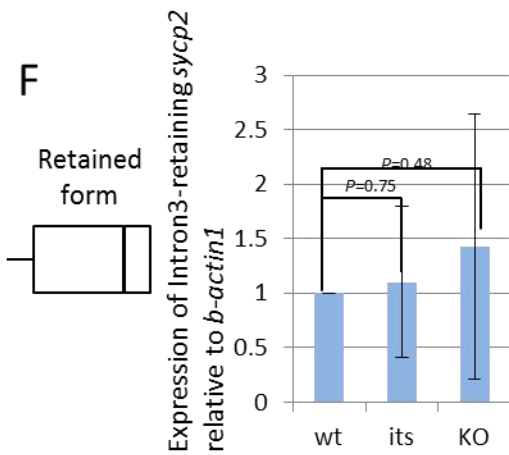 F
Retained
form
Expression of Intron3-retaining sycp2
relative to b-actin1
3
2.5
2
1.5
1
0.5
0
P=0.48
P=0.75
wt its KO